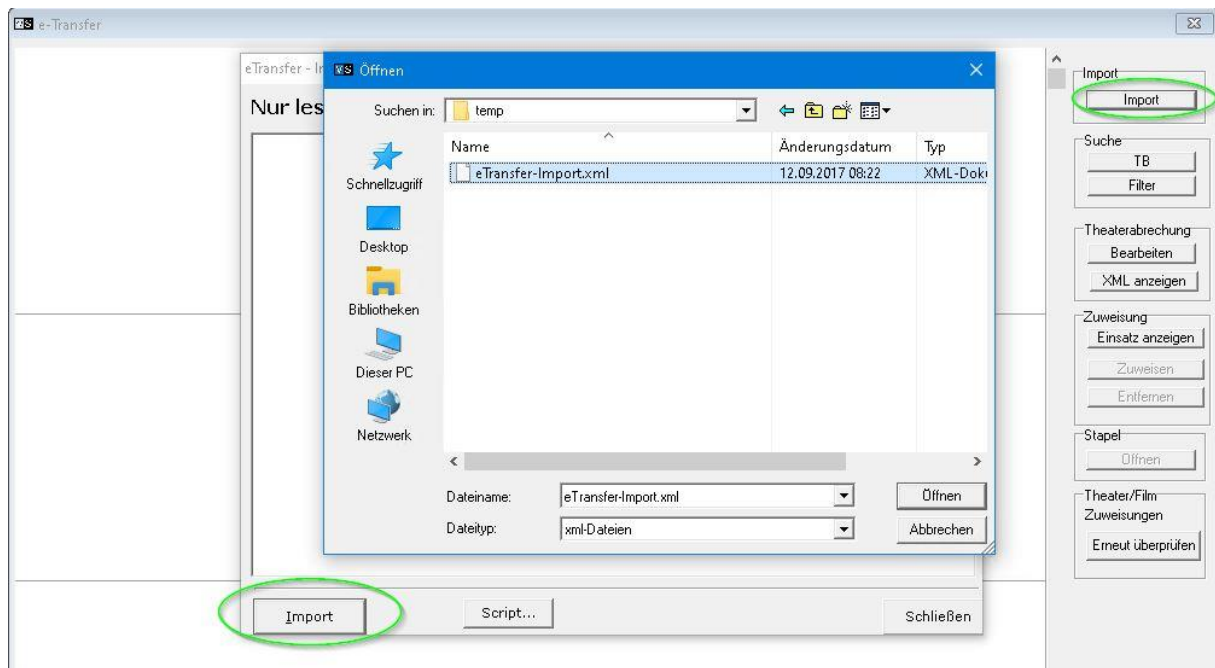 e-Transfer
eTransfer - I
Nur les
Öffnen
Suchen in:
temp
Name
Änderungsdatum
Typ
eTransfer-Import.xml
12.09.2017 08:22
XML-Dok
Schnellzugriff
Desktop
Bibliotheken
Dieser PC
Netzwerk
Dateiname:
eTransfer-Import.xml
Öffnen
Dateityp:
xml-Dateien
Abbrechen
Import
Script...
Schließen
Import
Import
Suche
TB
Filter
Theaterabrechung
Bearbeiten
XML anzeigen
Zuweisung
Einsatz anzeigen
Zuweisen
Entfernen
Stapel
Öffnen
Theater/Film
Zuweisungen
Erneut überprüfen